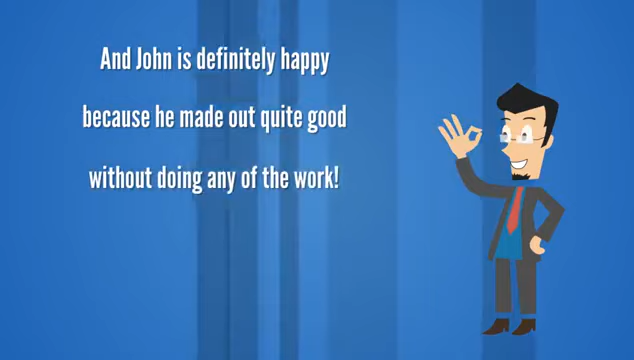 And John is definitely happy
because he made out quite good
without doing any of the work!